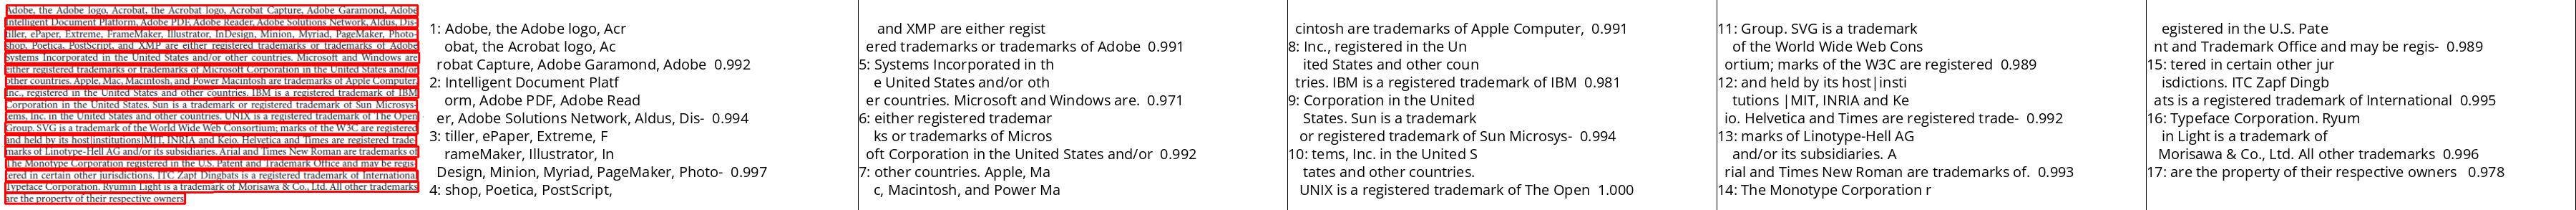 Adobe, the Adobe logo, Acrobat, the Acrobat logo, Acrobat Capture, Adobe Garamond, Adobe
Intelligent Document Platform, Adobe PDF, Adobe Reader, Adobe Solutions Network, Aldus, Dis-
tiller, ePaper, Extreme, FrameMaker, Illustrator, InDesign, Minion, Myriad, PageMaker, Photo-
shop, Poetica, PostScript, and XMP are either registered trademarks or trademarks of Adobe
Systems Incorporated in the United States and/or other countries. Microsoft and Windows are
either registered trademarks or trademarks of Microsoft Corporation in the United States and/or
other countries. Apple, Mac, Macintosh, and Power Macintosh are trademarks of Apple Computer,
Inc., registered in the United States and other countries. IBM is a registered trademark of IBM
Corporation in the United States. Sun is a trademark or registered trademark of Sun Microsys-
tems, Inc. in the United States and other countries. UNIX is a registered trademark of The Open
Group. SVG is a trademark of the World Wide Web Consortium; marks of the W3C are registered
and held by its host|institutions|MIT, INRIA and Keio. Helvetica and Times are registered trade-
marks of Linotype-Hell AG and/or its subsidiaries. Arial and Times New Roman are trademarks of
The Monotype Corporation registered in the U.S. Patent and Trademark Office and may be regis-
tered in certain other jurisdictions. ITC Zapf Dingbats is a registered trademark of International
Typeface Corporation. Ryumin Light is a trademark of Morisawa & Co., Ltd. All other trademarks
are the property of their respective owners
1: Adobe, the Adobe logo, Acr
obat, the Acrobat logo, Ac
robat Capture, Adobe Garamond, Adobe 0.992
2: Intelligent Document Platf
orm, Adobe PDF, Adobe Read
er, Adobe Solutions Network, Aldus, Dis- 0.994
3: tiller, ePaper, Extreme, F
rameMaker, Illustrator, In
Design, Minion, Myriad, PageMaker, Photo- 0.997
4: shop, Poetica, PostScript,
and XMP are either regist
ered trademarks or trademarks of Adobe 0.991
5: Systems Incorporated in th
e United States and/or oth
er countries. Microsoft and Windows are. 0.971
6: either registered trademar
ks or trademarks of Micros
oft Corporation in the United States and/or 0.992
7: other countries. Apple, Ma
c, Macintosh, and Power Ma
cintosh are trademarks of Apple Computer, 0.991
8: Inc., registered in the Un
ited States and other coun
tries. IBM is a registered trademark of IBM 0.981
9: Corporation in the United
States. Sun is a trademark
or registered trademark of Sun Microsys- 0.994
10: tems, Inc. in the United S
tates and other countries.
UNIX is a registered trademark of The Open 1.000
11: Group. SVG is a trademark
of the World Wide Web Cons
ortium; marks of the W3C are registered 0.989
12: and held by its host|insti
tutions |MIT, INRIA and Ke
io. Helvetica and Times are registered trade- 0.992
13: marks of Linotype-Hell AG
and/or its subsidiaries. A
rial and Times New Roman are trademarks of. 0.993
14: The Monotype Corporation r
egistered in the U.S. Pate
nt and Trademark Office and may be regis- 0.989
15: tered in certain other jur
isdictions. ITC Zapf Dingb
ats is a registered trademark of International 0.995
16: Typeface Corporation. Ryum
in Light is a trademark of
Morisawa & Co., Ltd. All other trademarks 0.996
17: are the property of their respective owners 0.978